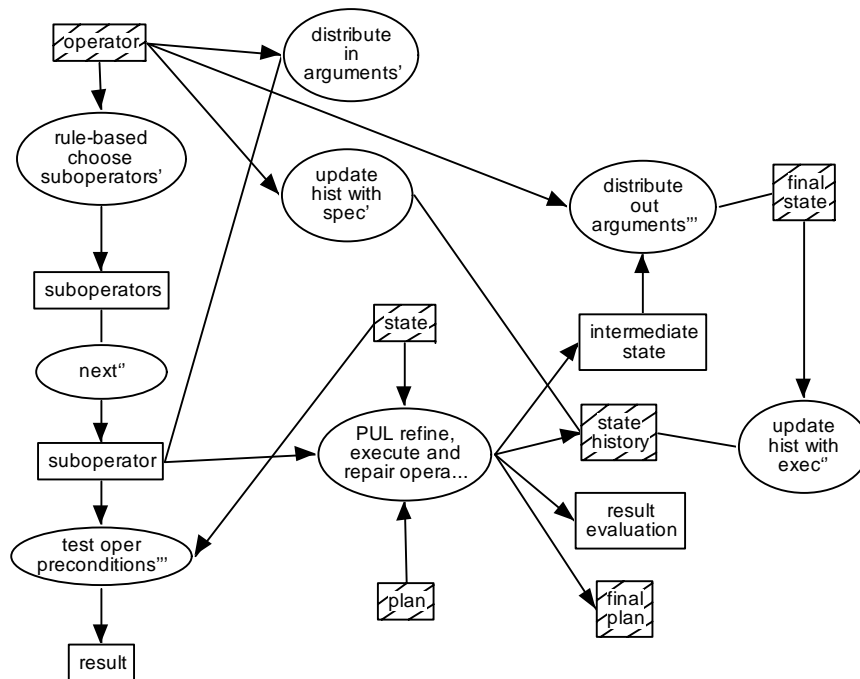 operator
distribute
in
arguments'
rule-based
choose
suboperators'
update
hist with
spec'
distribute
out
arguments'''
final
state
suboperators
state
intermediate
state
next''
PUL refine,
execute and
repair opera...
state
history
update
hist with
exec''
suboperator
result
evaluation
test oper
preconditions'''
plan
final
plan
result